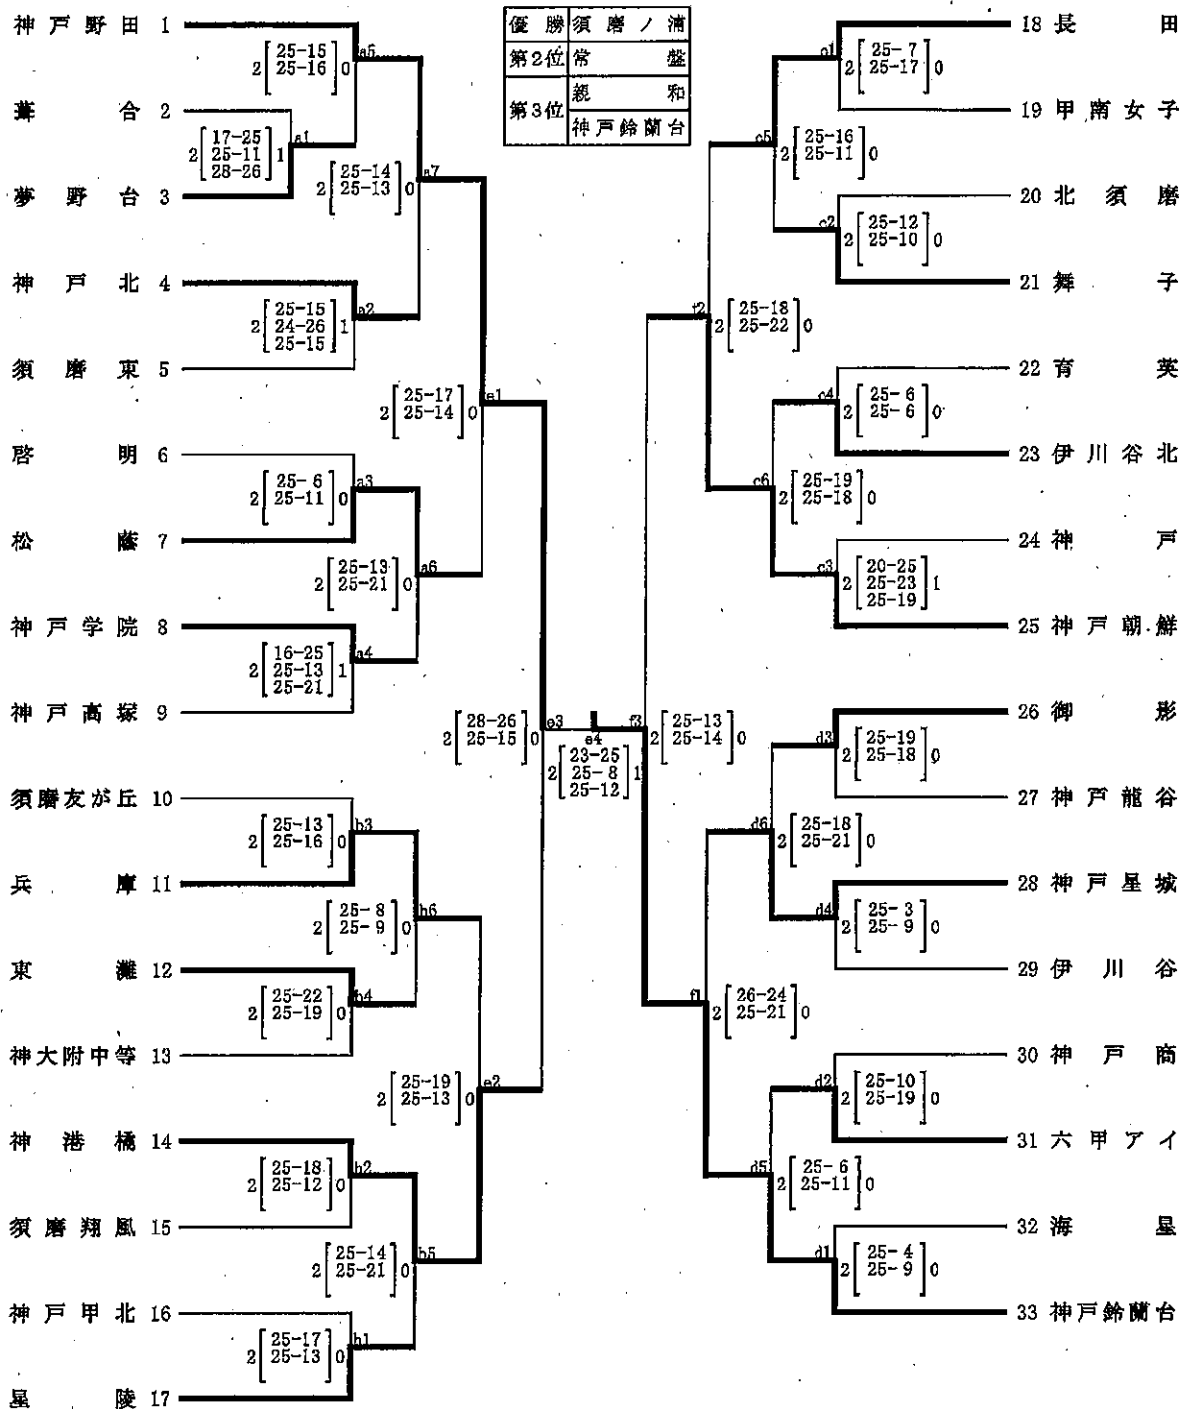 優勝 須磨ノ浦
第2位 常盤
第3位 親和
神戸鈴蘭台
神戸野田 1
葺合 2
夢野台 3
神戸北 4
須磨東 5
啓明 6
松蔭 7
神戸学院 8
神戸高塚 9
須磨友が丘 10
兵庫 11
東灘 12
神大附中等 13
神港橘 14
須磨翔風 15
神戸甲北 16
星陵 17
a5
2 [25-15 25-16] 0
a1
2 [17-25 25-11 28-26] 1
a7
2 [25-14 25-13] 0
a2
2 [25-15 24-26 25-15] 1
e1
2 [25-17 25-14] 0
a3
2 [25-6 25-11] 0
a6
2 [25-13 25-21] 0
a4
2 [16-25 25-13 25-21] 1
e3
2 [28-26 25-15] 0
b3
2 [25-13 25-16] 0
b6
2 [25-8 25-9] 0
b4
2 [25-22 25-19] 0
e2
2 [25-19 25-13] 0
b2
2 [25-18 25-12] 0
b5
2 [25-14 25-21] 0
b1
2 [25-17 25-13] 0
e4
2 [23-25 25-8 25-12] 1
18 長田
19 甲南女子
20 北須磨
21 舞子
22 育英
23 伊川谷北
24 神戸
25 神戸朝鮮
26 御影
27 神戸龍谷
28 神戸星城
29 伊川谷
30 神戸商
31 六甲アイ
32 海星
33 神戸鈴蘭台
c1
2 [25-7 25-17] 0
c5
2 [25-16 25-11] 0
c2
2 [25-12 25-10] 0
f2
2 [25-18 25-22] 0
c4
2 [25-6 25-6] 0
c6
2 [25-19 25-18] 0
c3
2 [20-25 25-23 25-19] 1
f3
2 [25-13 25-14] 0
d3
2 [25-19 25-18] 0
d6
2 [25-18 25-21] 0
d4
2 [25-3 25-9] 0
f1
2 [26-24 25-21] 0
d2
2 [25-10 25-19] 0
d5
2 [25-6 25-11] 0
d1
2 [25-4 25-9] 0